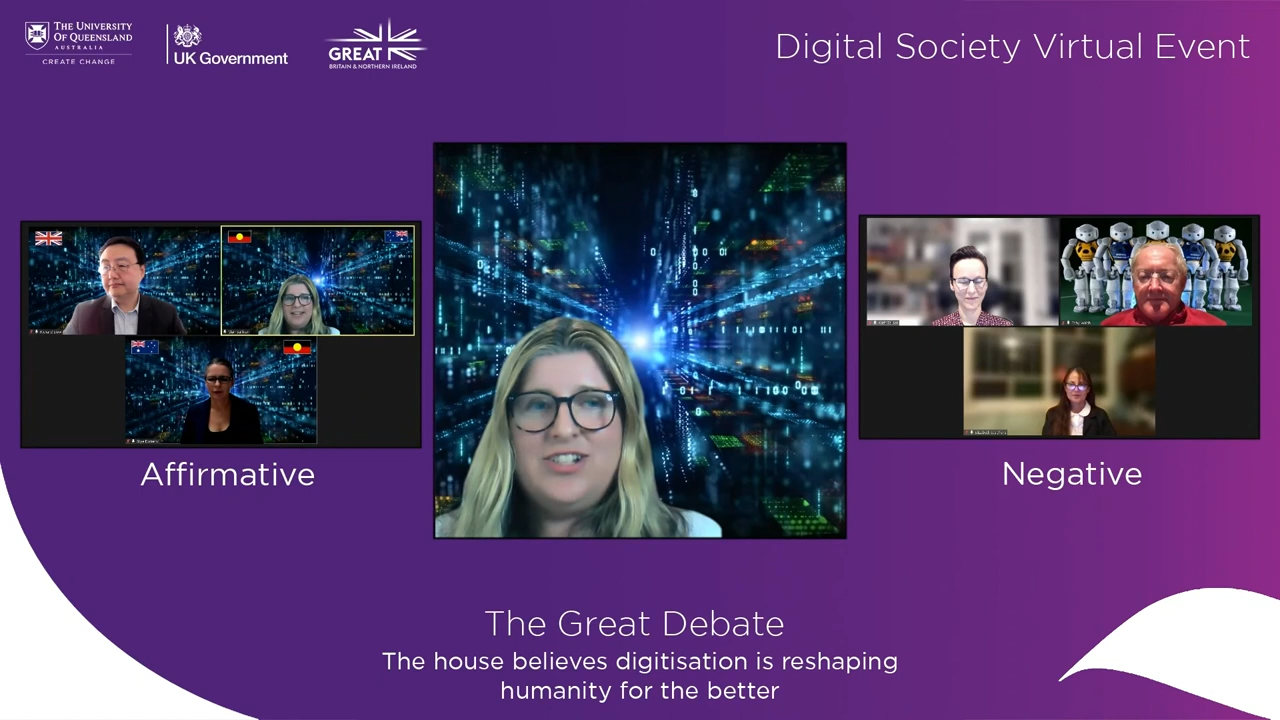 THE UNIVERSITY
OF QUEENSLAND
AUSTRALIA
CREATE CHANGE
UK Government
GREAT
BRITAIN & NORTHERN IRELAND
Digital Society Virtual Event
Affirmative
Negative
The Great Debate
The house believes digitisation is reshaping
humanity for the better